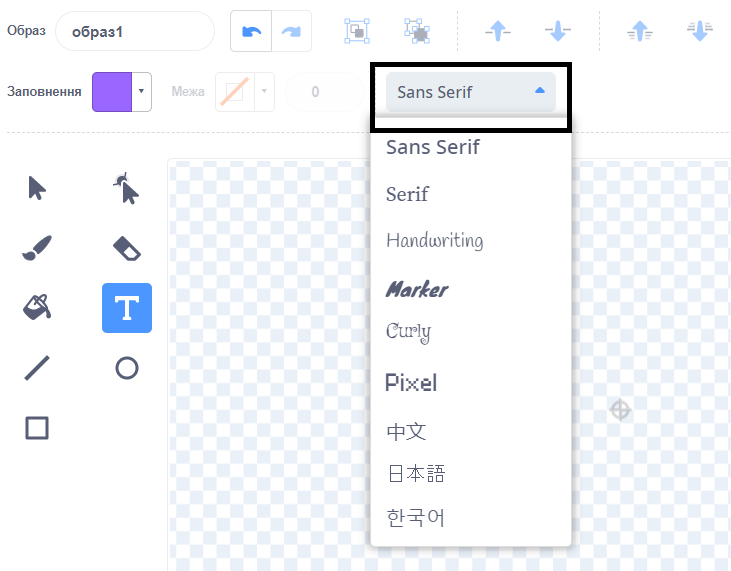 Образ образ1
Заповнення Межа 0 Sans Serif
Sans Serif
Serif
Handwriting
Marker
Curly
Pixel
中文
日本語
한국어